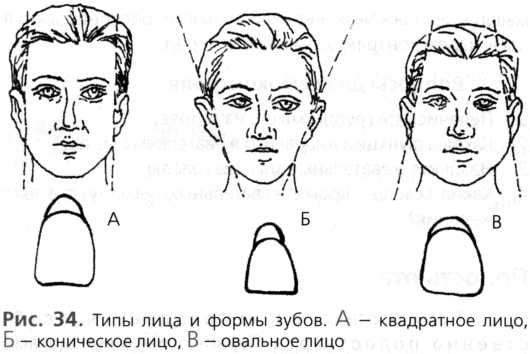 А
Б
В
Рис. 34. Типы лица и формы зубов. А – квадратное лицо,
Б – коническое лицо, В – овальное лицо